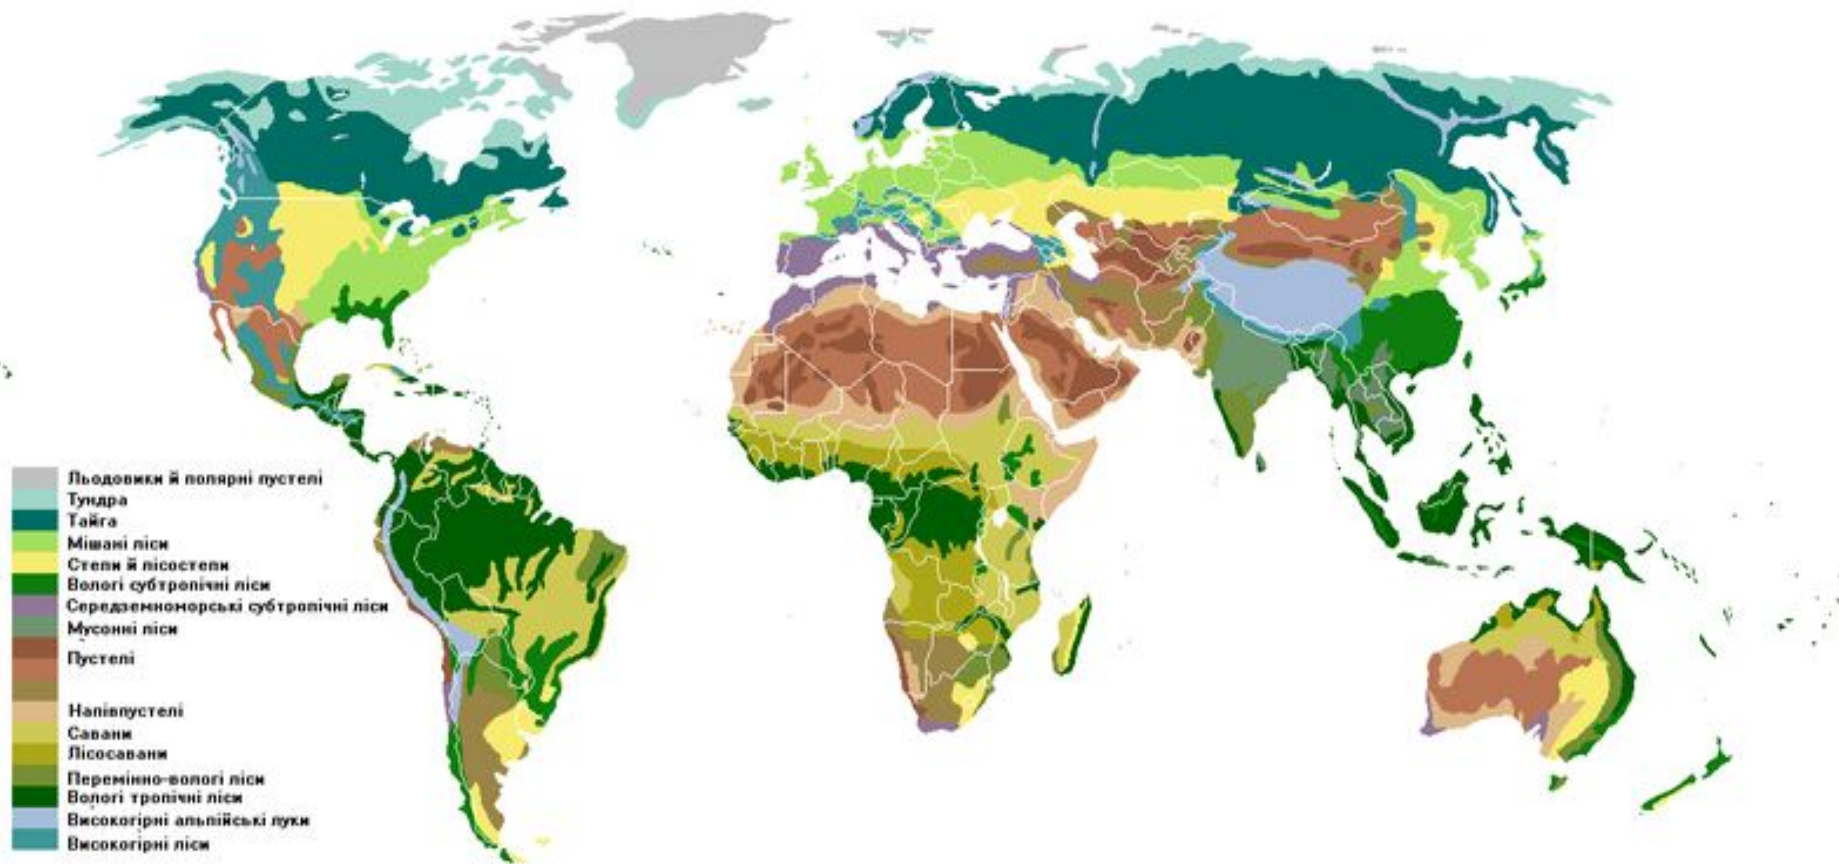 Льодовики й полярні пустелі
Тундра
Тайга
Мішані ліси
Степи й лісостепи
Вологі субтропічні ліси
Середземноморські субтропічні ліси
Мусонні ліси
Пустелі
Напівпустелі
Савани
Лісосавани
Перемінно-вологі ліси
Вологі тропічні ліси
Високогірні альпійські луки
Високогірні ліси